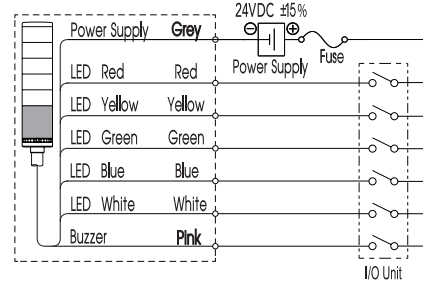 24VDC ±15%
Power Supply Grey
⊖ ⊕
Power Supply Fuse
LED Red Red
LED Yellow Yellow
LED Green Green
LED Blue Blue
LED White White
Buzzer Pink
I/O Unit